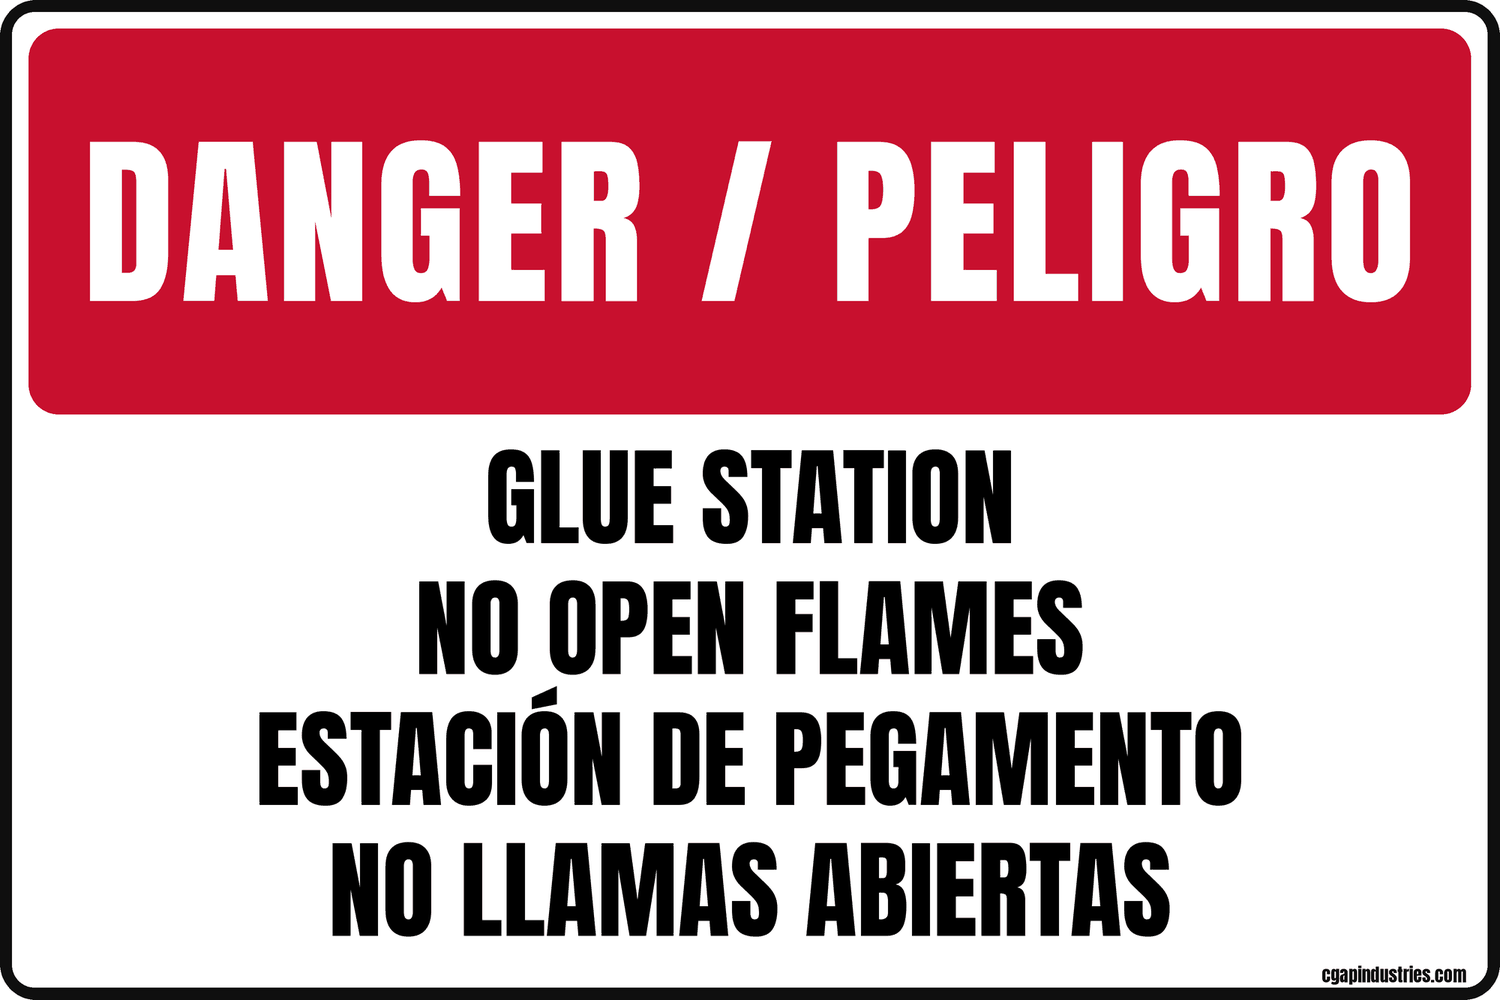 DANGER / PELIGRO
GLUE STATION
NO OPEN FLAMES
ESTACIÓN DE PEGAMENTO
NO LLAMAS ABIERTAS
cgapindustries.com